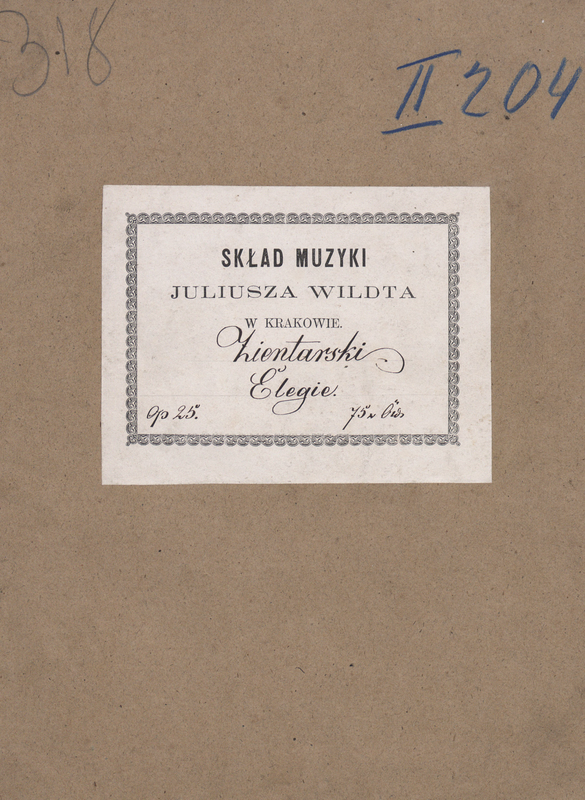 318
II 204
SKŁAD MUZYKI
JULIUSZA WILDTA
W KRAKOWIE.
Zientarski
Elegie.
Op 25. 75